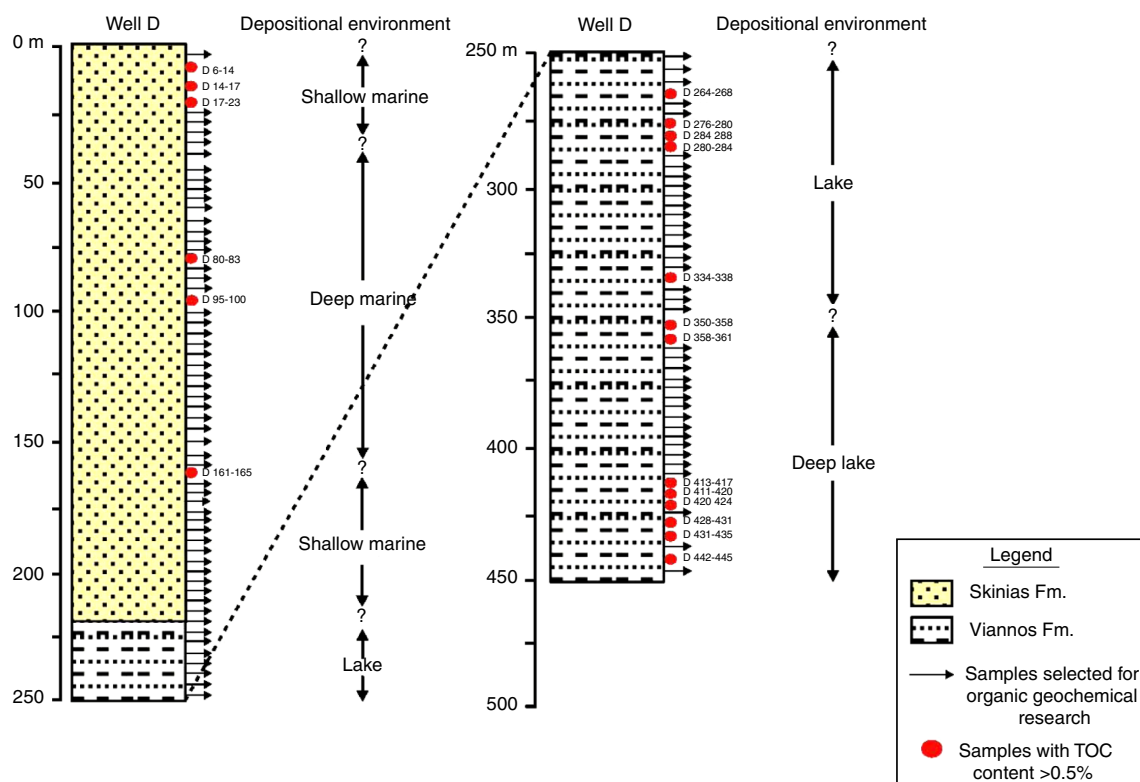 Well D
Depositional environment
0 m
50
100
150
200
250
D 6-14
D 14-17
D 17-23
D 80-83
D 95-100
D 161-165
?
Shallow marine
?
Deep marine
?
Shallow marine
?
Lake
Well D
Depositional environment
250 m
300
350
400
450
500
D 264-268
D 276-280
D 284 288
D 280-284
D 334-338
D 350-358
D 358-361
D 413-417
D 411-420
D 420 424
D 428-431
D 431-435
D 442-445
?
Lake
?
Deep lake
Legend
Skinias Fm.
Viannos Fm.
Samples selected for
organic geochemical
research
Samples with TOC
content >0.5%